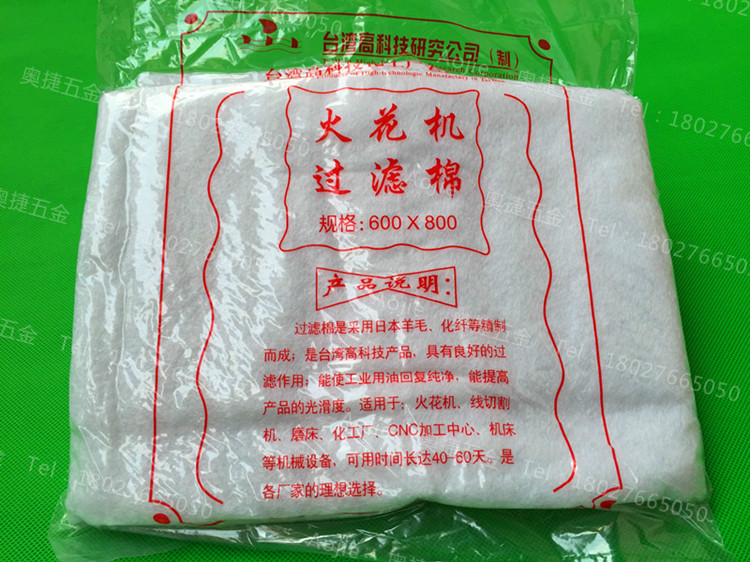 台湾高科技研究公司（制）
台湾高科技
火花机
过滤棉
规格：600X800
产品说明：
过滤棉是采用日本羊毛、化纤等精制
而成；是台湾高科技产品，具有良好的过
滤作用；能使工业用油回复纯净，能提高
产品的光滑度。适用于：火花机、线切割
机、磨床、化工厂、CNC加工中心、机床
等机械设备，可用时间长达40-60天。是
各厂家的理想选择。
奥捷五金 Tel：18027665050